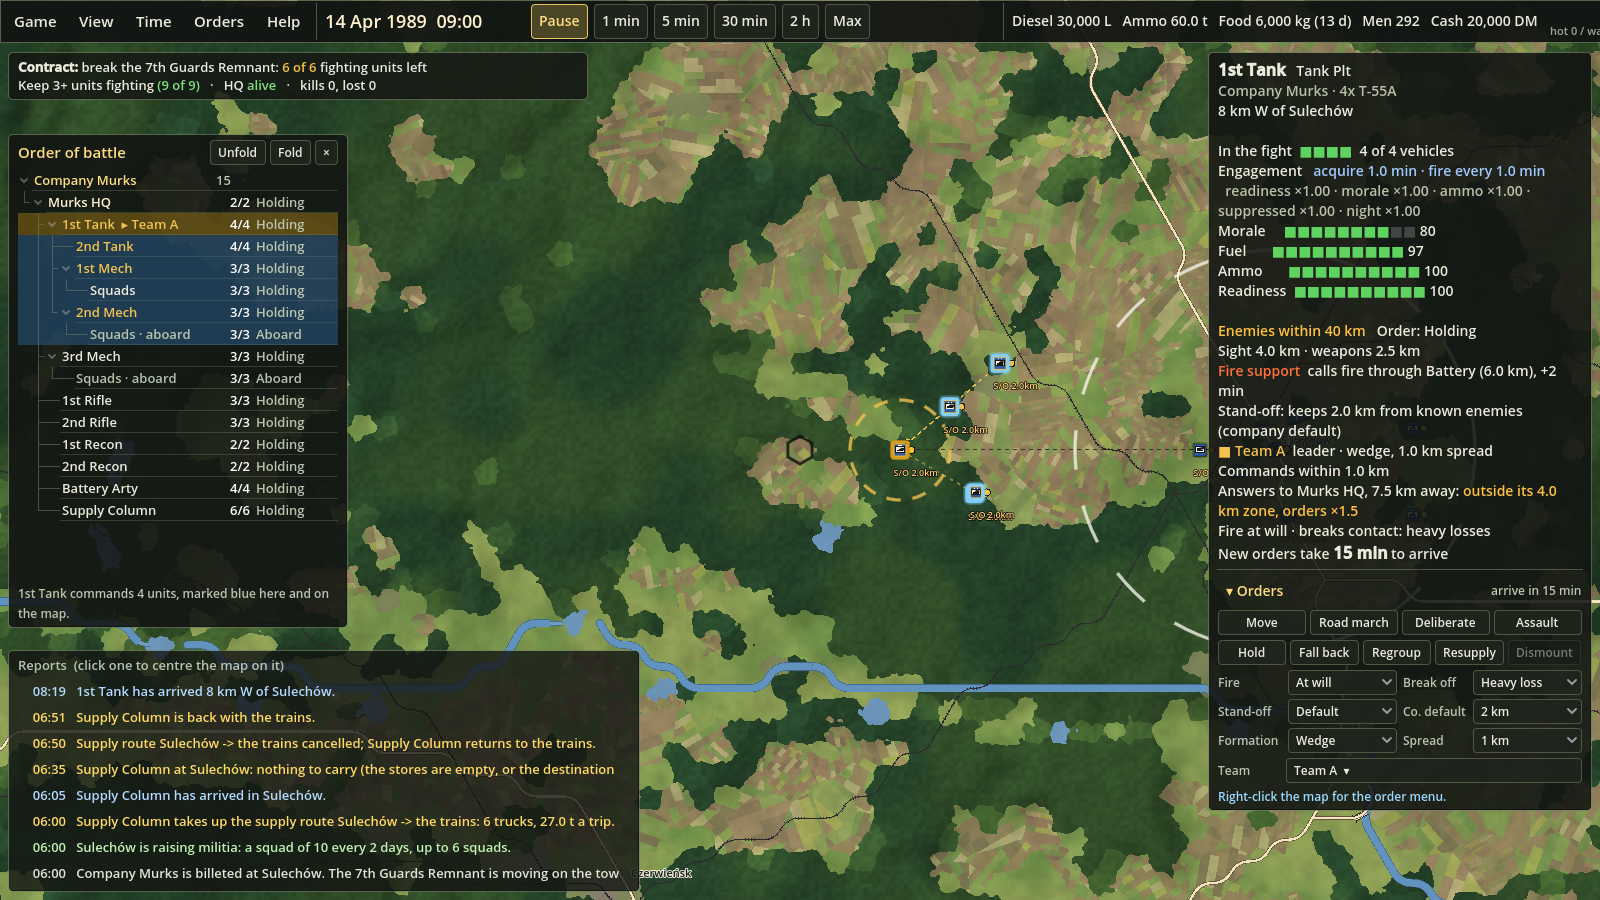 Game View Time Orders Help 14 Apr 1989 09:00 Pause 1 min 5 min 30 min 2 h Max Diesel 30,000 L Ammo 60.0 t Food 6,000 kg (13 d) Men 292 Cash 20,000 DM
hot 0 / wa
Contract: break the 7th Guards Remnant: 6 of 6 fighting units left
Keep 3+ units fighting (9 of 9) · HQ alive · kills 0, lost 0
Order of battle Unfold Fold ×
Company Murks 15
Murks HQ 2/2 Holding
1st Tank ▸ Team A 4/4 Holding
2nd Tank 4/4 Holding
1st Mech 3/3 Holding
Squads 3/3 Holding
2nd Mech 3/3 Holding
Squads · aboard 3/3 Aboard
3rd Mech 3/3 Holding
Squads · aboard 3/3 Aboard
1st Rifle 3/3 Holding
2nd Rifle 3/3 Holding
1st Recon 2/2 Holding
2nd Recon 2/2 Holding
Battery Arty 4/4 Holding
Supply Column 6/6 Holding
1st Tank commands 4 units, marked blue here and on
the map.
Reports (click one to centre the map on it)
08:19 1st Tank has arrived 8 km W of Sulechów.
06:51 Supply Column is back with the trains.
06:50 Supply route Sulechów -> the trains cancelled; Supply Column returns to the trains.
06:35 Supply Column at Sulechów: nothing to carry (the stores are empty, or the destination
06:05 Supply Column has arrived in Sulechów.
06:00 Supply Column takes up the supply route Sulechów -> the trains: 6 trucks, 27.0 t a trip.
06:00 Sulechów is raising militia: a squad of 10 every 2 days, up to 6 squads.
06:00 Company Murks is billeted at Sulechów. The 7th Guards Remnant is moving on the tow
S/O 2.0km
S/O 2.0km
S/O 2.0km
S/O 2.0km
S/O
Czerwieńsk
1st Tank Tank Plt
Company Murks · 4x T-55A
8 km W of Sulechów
In the fight 4 of 4 vehicles
Engagement acquire 1.0 min · fire every 1.0 min
readiness ×1.00 · morale ×1.00 · ammo ×1.00 ·
suppressed ×1.00 · night ×1.00
Morale 80
Fuel 97
Ammo 100
Readiness 100
Enemies within 40 km Order: Holding
Sight 4.0 km · weapons 2.5 km
Fire support calls fire through Battery (6.0 km), +2
min
Stand-off: keeps 2.0 km from known enemies
(company default)
Team A leader · wedge, 1.0 km spread
Commands within 1.0 km
Answers to Murks HQ, 7.5 km away: outside its 4.0
km zone, orders ×1.5
Fire at will · breaks contact: heavy losses
New orders take 15 min to arrive
▾ Orders arrive in 15 min
Move Road march Deliberate Assault
Hold Fall back Regroup Resupply Dismount
Fire At will Break off Heavy loss
Stand-off Default Co. default 2 km
Formation Wedge Spread 1 km
Team Team A ▾
Right-click the map for the order menu.